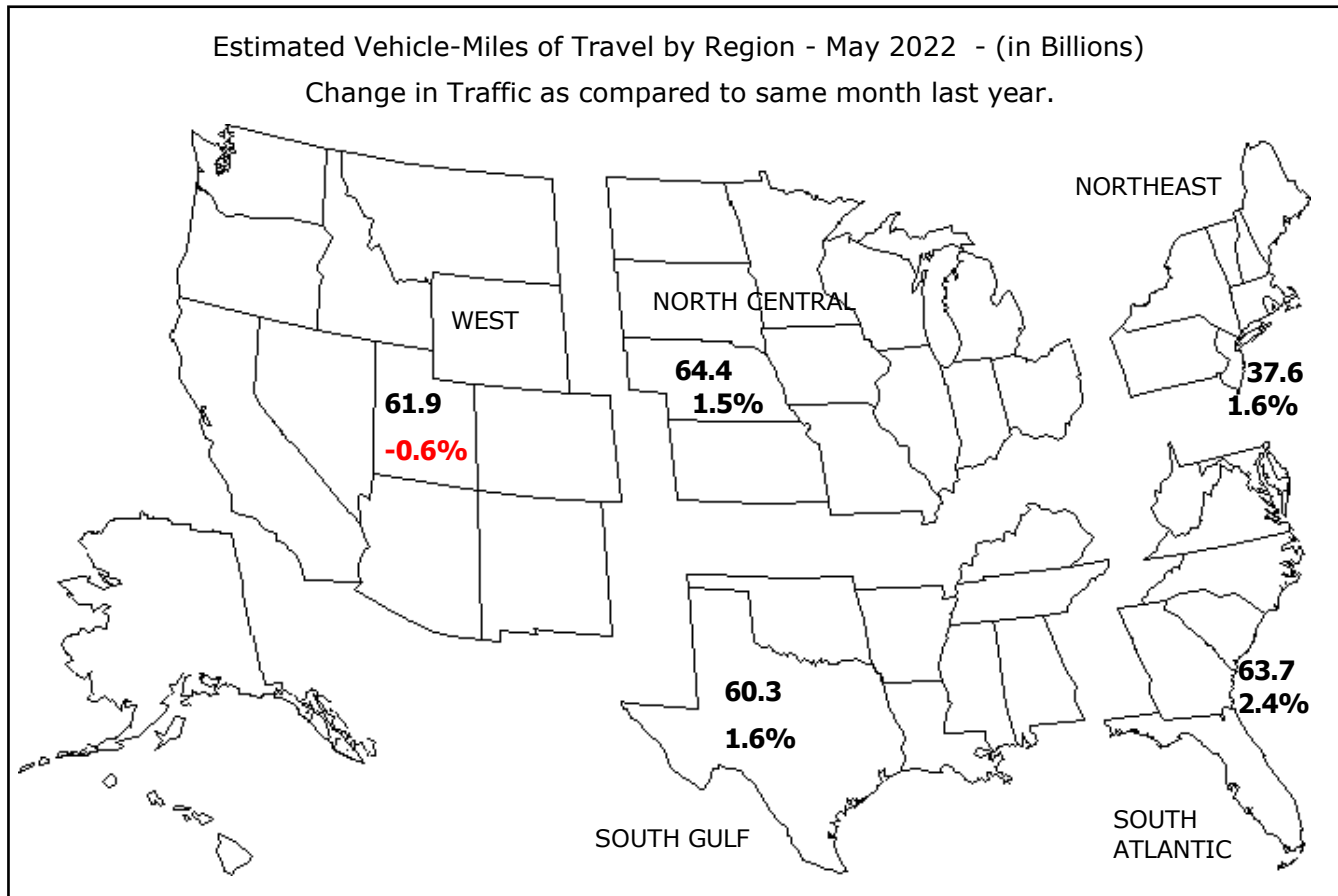 Estimated Vehicle-Miles of Travel by Region - May 2022 - (in Billions)
Change in Traffic as compared to same month last year.
NORTHEAST
WEST
NORTH CENTRAL
61.9
-0.6%
64.4
1.5%
37.6
1.6%
60.3
1.6%
63.7
2.4%
SOUTH GULF
SOUTH
ATLANTIC